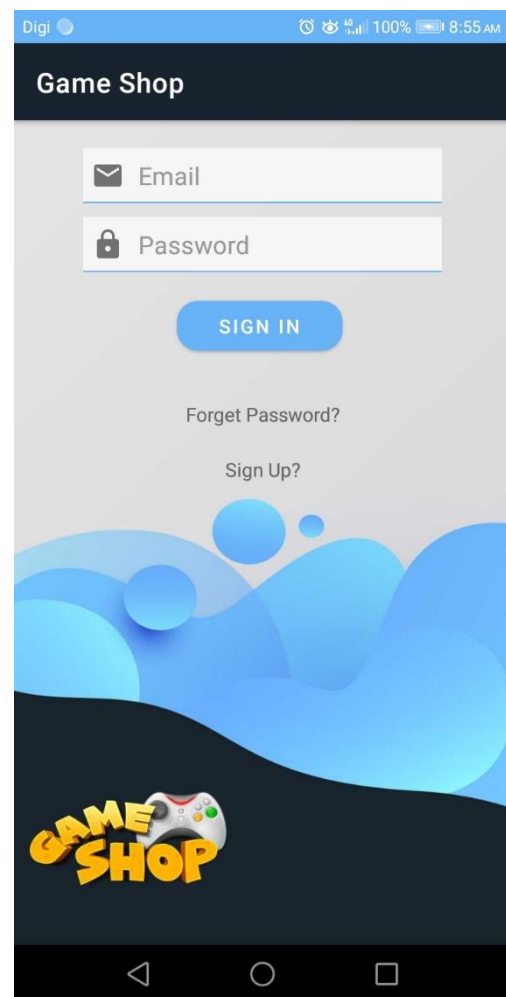 Digi 100% 8:55 AM
Game Shop
Email
Password
SIGN IN
Forget Password?
Sign Up?
GAME
SHOP